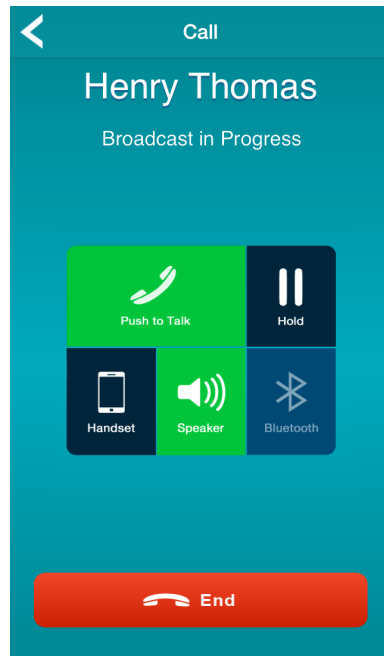 Call
Henry Thomas
Broadcast in Progress
Push to Talk
Hold
Handset
Speaker
Bluetooth
End